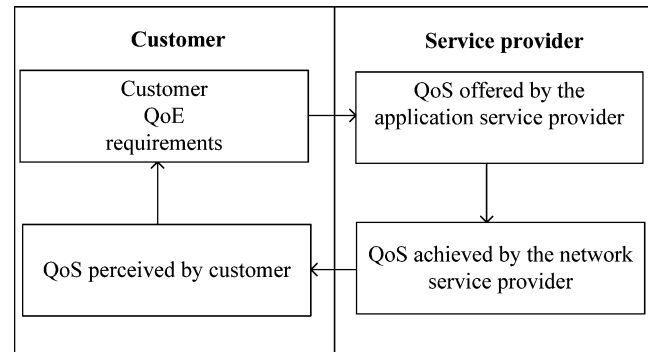 Customer
Service provider
Customer
QoE
requirements
QoS offered by the
application service provider
QoS perceived by customer
QoS achieved by the network
service provider